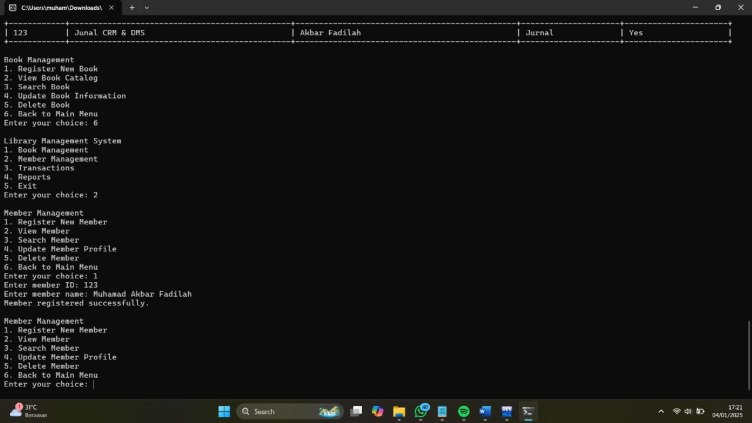 C:\Users\muham\Downloads\
| 123 | Junal CRM & DMS | Akbar Fadilah | Jurnal | Yes |
Book Management
1. Register New Book
2. View Book Catalog
3. Search Book
4. Update Book Information
5. Delete Book
6. Back to Main Menu
Enter your choice: 6
Library Management System
1. Book Management
2. Member Management
3. Transactions
4. Reports
5. Exit
Enter your choice: 2
Member Management
1. Register New Member
2. View Member
3. Search Member
4. Update Member Profile
5. Delete Member
6. Back to Main Menu
Enter your choice: 1
Enter member ID: 123
Enter member name: Muhamad Akbar Fadilah
Member registered successfully.
Member Management
1. Register New Member
2. View Member
3. Search Member
4. Update Member Profile
5. Delete Member
6. Back to Main Menu
Enter your choice:
31°C
Berawan
Search
17:21
04/01/2025